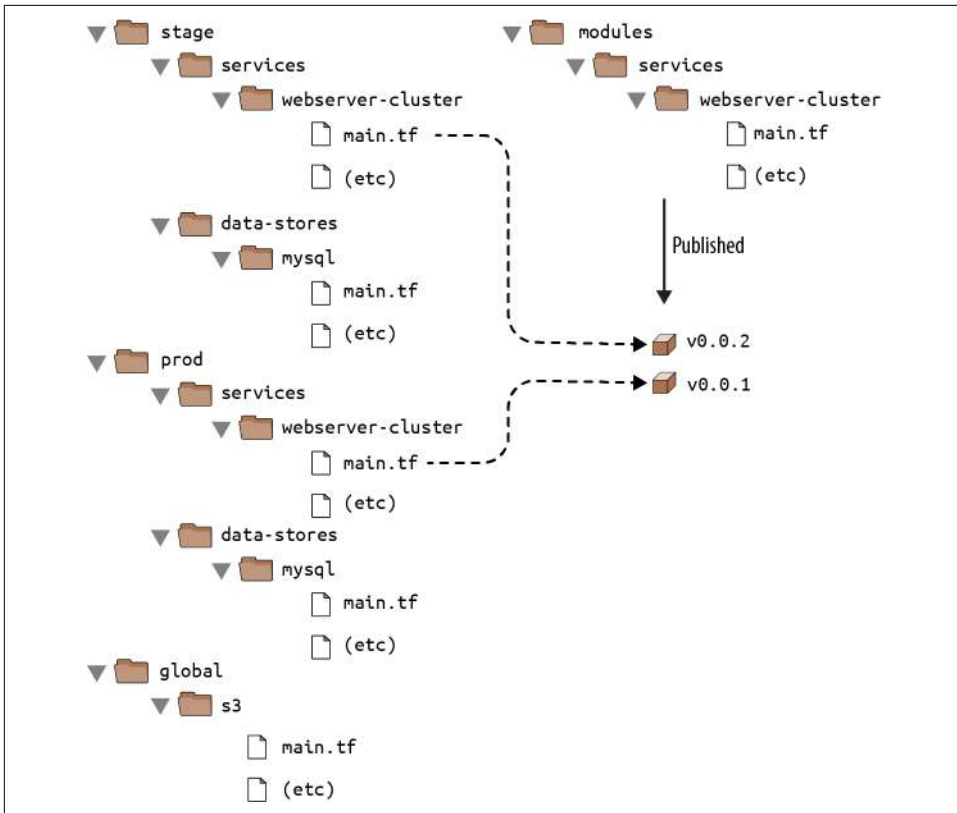 stage
services
webserver-cluster
main.tf
(etc)
data-stores
mysql
main.tf
(etc)
prod
services
webserver-cluster
main.tf
(etc)
data-stores
mysql
main.tf
(etc)
global
s3
main.tf
(etc)
modules
services
webserver-cluster
main.tf
(etc)
Published
v0.0.2
v0.0.1